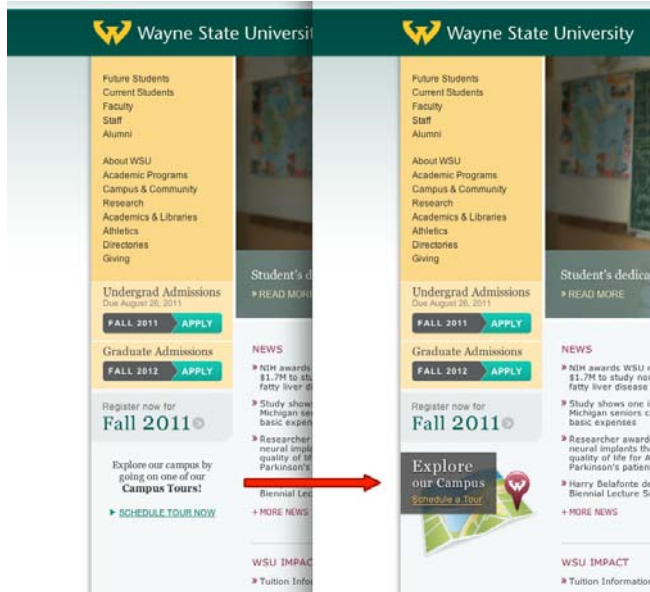 Wayne State Universit
Future Students
Current Students
Faculty
Staff
Alumni
About WSU
Academic Programs
Campus & Community
Research
Academics & Libraries
Athletics
Directories
Giving
Student's d
» READ MOR
Undergrad Admissions
Due August 26, 2011
FALL 2011 APPLY
Graduate Admissions
FALL 2012 APPLY
Register now for
Fall 2011
Explore our campus by
going on one of our
Campus Tours!
SCHEDULE TOUR NOW
NEWS
» NIH awards
$1.7M to stu
fatty liver d
» Study show
Michigan se
basic expen
» Researcher
neural impl
quality of li
Parkinson's
Biennial Lec
+ MORE NEWS
WSU IMPAC
» Tuition Info
Wayne State University
Future Students
Current Students
Faculty
Staff
Alumni
About WSU
Academic Programs
Campus & Community
Research
Academics & Libraries
Athletics
Directories
Giving
Student's dedica
» READ MORE
Undergrad Admissions
Due August 26, 2011
FALL 2011 APPLY
Graduate Admissions
FALL 2012 APPLY
Register now for
Fall 2011
Explore
our Campus
Schedule a Tour
NEWS
» NIH awards WSU r
$1.7M to study no
fatty liver disease
» Study shows one i
Michigan seniors c
basic expenses
» Researcher award
neural implants th
quality of life for A
Parkinson's patien
» Harry Belafonte de
Biennial Lecture S
+ MORE NEWS
WSU IMPACT
» Tuition Information